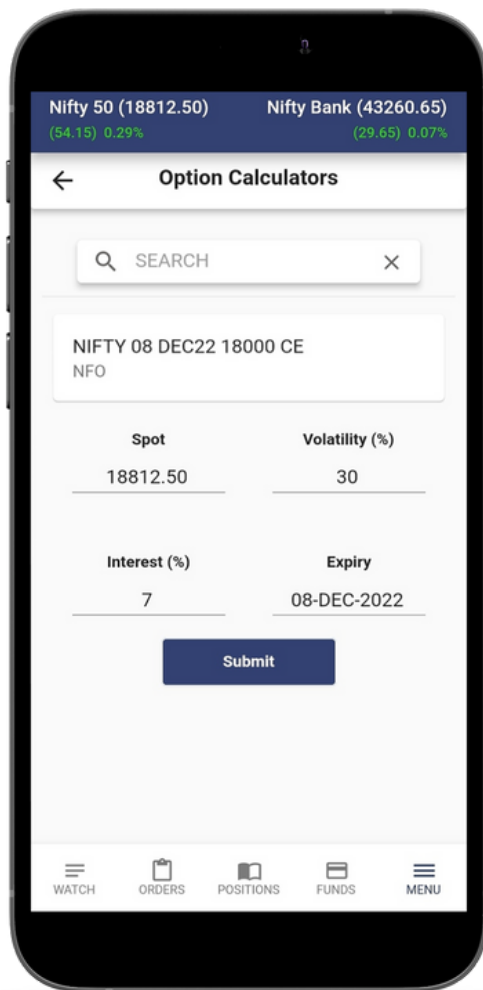 Nifty 50 (18812.50) Nifty Bank (43260.65)
(54.15) 0.29% (29.65) 0.07%
Option Calculators
SEARCH
NIFTY 08 DEC22 18000 CE
NFO
Spot Volatility (%)
18812.50 30
Interest (%) Expiry
7 08-DEC-2022
Submit
WATCH ORDERS POSITIONS FUNDS MENU